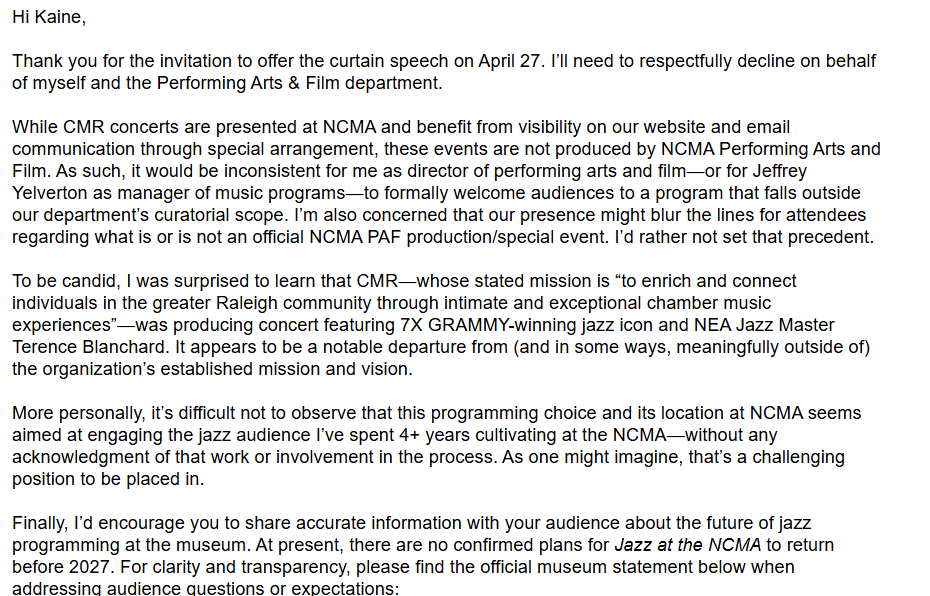 Hi Kaine,
Thank you for the invitation to offer the curtain speech on April 27. I’ll need to respectfully decline on behalf
of myself and the Performing Arts & Film department.
While CMR concerts are presented at NCMA and benefit from visibility on our website and email
communication through special arrangement, these events are not produced by NCMA Performing Arts and
Film. As such, it would be inconsistent for me as director of performing arts and film—or for Jeffrey
Yelverton as manager of music programs—to formally welcome audiences to a program that falls outside
our department’s curatorial scope. I’m also concerned that our presence might blur the lines for attendees
regarding what is or is not an official NCMA PAF production/special event. I’d rather not set that precedent.
To be candid, I was surprised to learn that CMR—whose stated mission is “to enrich and connect
individuals in the greater Raleigh community through intimate and exceptional chamber music
experiences”—was producing concert featuring 7X GRAMMY-winning jazz icon and NEA Jazz Master
Terence Blanchard. It appears to be a notable departure from (and in some ways, meaningfully outside of)
the organization’s established mission and vision.
More personally, it’s difficult not to observe that this programming choice and its location at NCMA seems
aimed at engaging the jazz audience I’ve spent 4+ years cultivating at the NCMA—without any
acknowledgment of that work or involvement in the process. As one might imagine, that’s a challenging
position to be placed in.
Finally, I’d encourage you to share accurate information with your audience about the future of jazz
programming at the museum. At present, there are no confirmed plans for Jazz at the NCMA to return
before 2027. For clarity and transparency, please find the official museum statement below when
addressing audience questions or expectations: